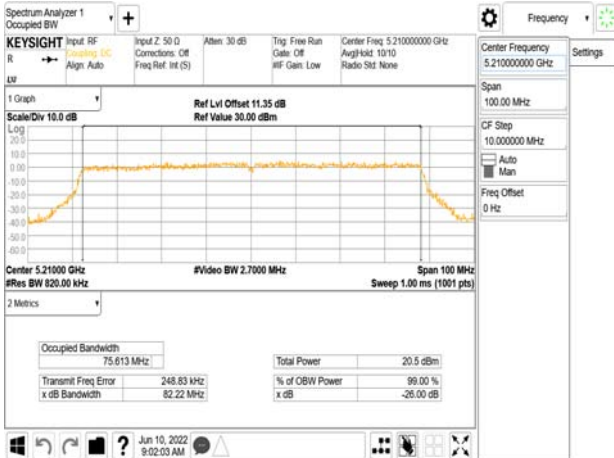 Spectrum Analyzer 1
Occupied BW
Frequency
KEYSIGHT
R
LXI
Input: RF
Coupling: DC
Align: Auto
Input Z: 50 Ω
Corrections: Off
Freq Ref: Int (S)
Atten: 30 dB
Trig: Free Run
Gate: Off
#IF Gain: Low
Center Freq: 5.210000000 GHz
Avg|Hold: 10/10
Radio Std: None
Center Frequency
5.210000000 GHz
Settings
Span
100.00 MHz
CF Step
10.000000 MHz
Auto
Man
Freq Offset
0 Hz
1 Graph
Scale/Div 10.0 dB
Ref Lvl Offset 11.35 dB
Ref Value 30.00 dBm
Log
20.0
10.0
0.00
-10.0
-20.0
-30.0
-40.0
-50.0
-60.0
Center 5.21000 GHz
#Res BW 820.00 kHz
#Video BW 2.7000 MHz
Span 100 MHz
Sweep 1.00 ms (1001 pts)
2 Metrics
Occupied Bandwidth
75.613 MHz
Total Power 20.5 dBm
Transmit Freq Error 248.83 kHz
% of OBW Power 99.00 %
x dB Bandwidth 82.22 MHz
x dB -26.00 dB
?
Jun 10, 2022
9:02:03 AM